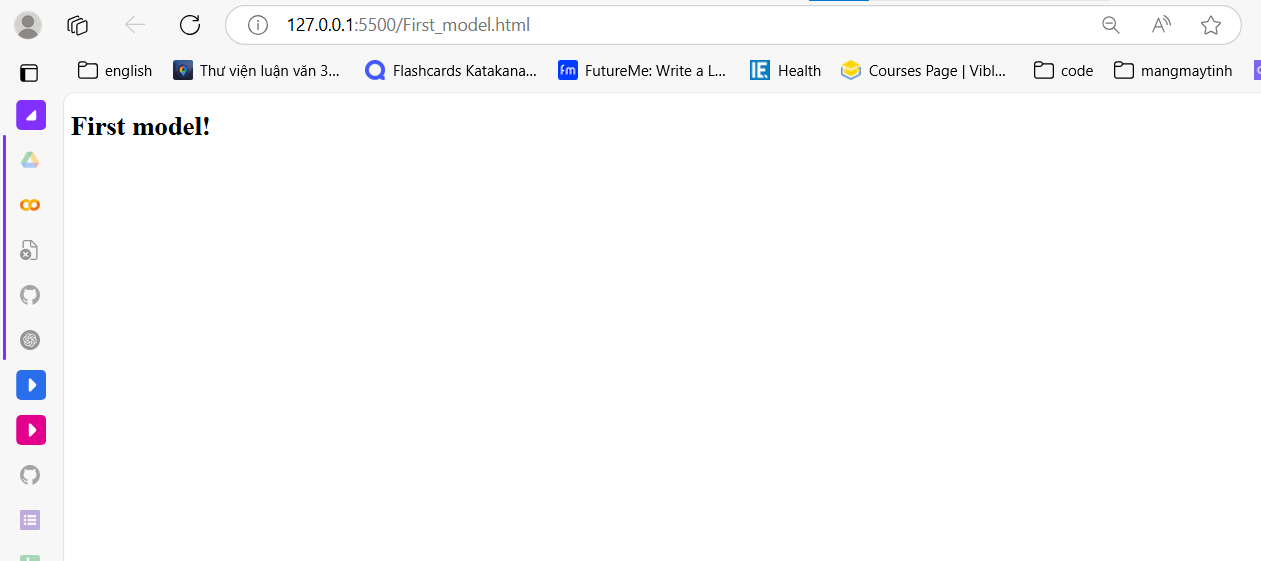 127.0.0.1:5500/First_model.html
english Thư viện luận văn 3... Flashcards Katakana... FutureMe: Write a L... Health Courses Page | Vibl... code mangmaytinh
First model!